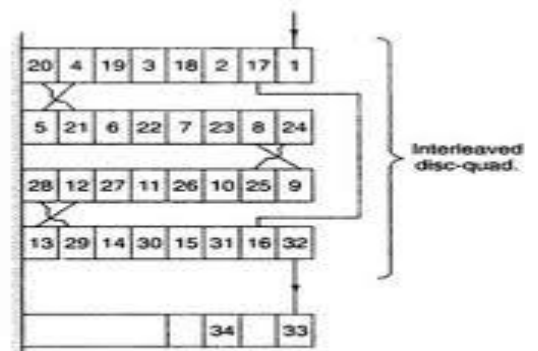 20 4 19 3 18 2 17 1
5 21 6 22 7 23 8 24
Interleaved
disc-quad.
28 12 27 11 26 10 25 9
13 29 14 30 15 31 16 32
34 33